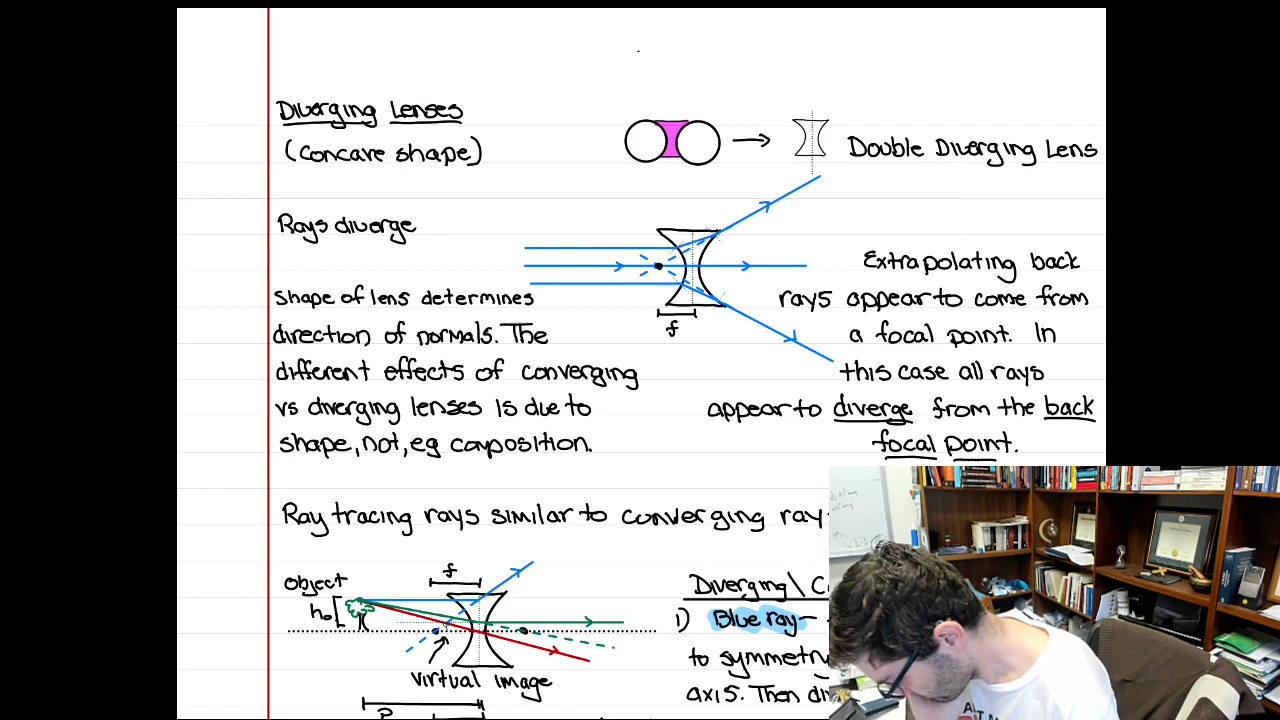 Diverging Lenses
(Concave shape)
Double Diverging Lens
Rays diverge
Shape of lens determines
direction of normals. The
different effects of converging
vs diverging lenses is due to
shape, not, eg composition.
f
Extrapolating back
rays appear to come from
a focal point. In
this case all rays
appear to diverge from the back
focal point.
Ray tracing rays similar to converging ray
object
ho
f
virtual image
P
Diverging\
1) Blue ray-
to symmetry
axis. Then